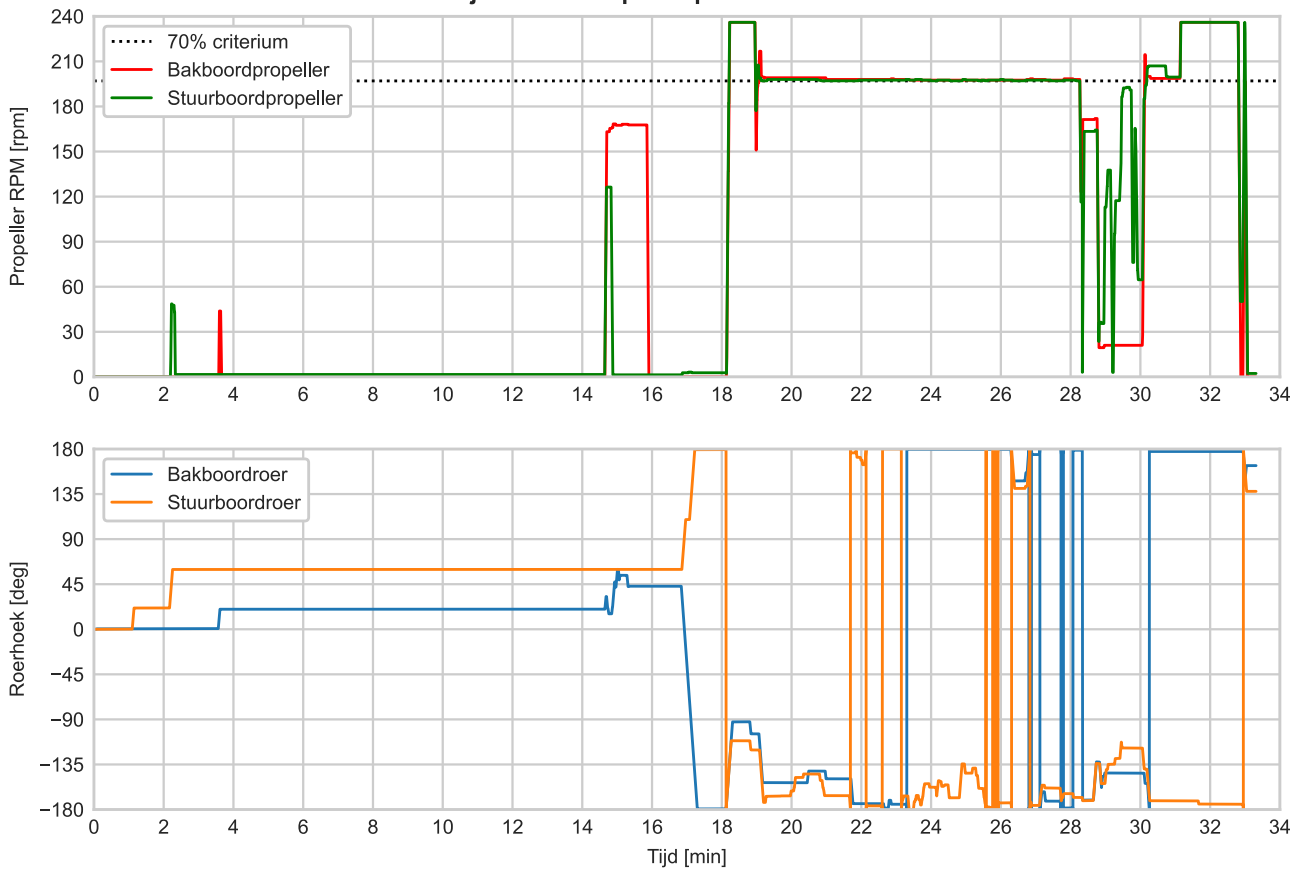 70% criterium
Bakboordpropeller
Stuurboordpropeller
Propeller RPM [rpm]
240
210
180
150
120
90
60
30
0
0 2 4 6 8 10 12 14 16 18 20 22 24 26 28 30 32 34
Bakboordroer
Stuurboordroer
Roerhoek [deg]
180
135
90
45
0
−45
−90
−135
−180
0 2 4 6 8 10 12 14 16 18 20 22 24 26 28 30 32 34
Tijd [min]